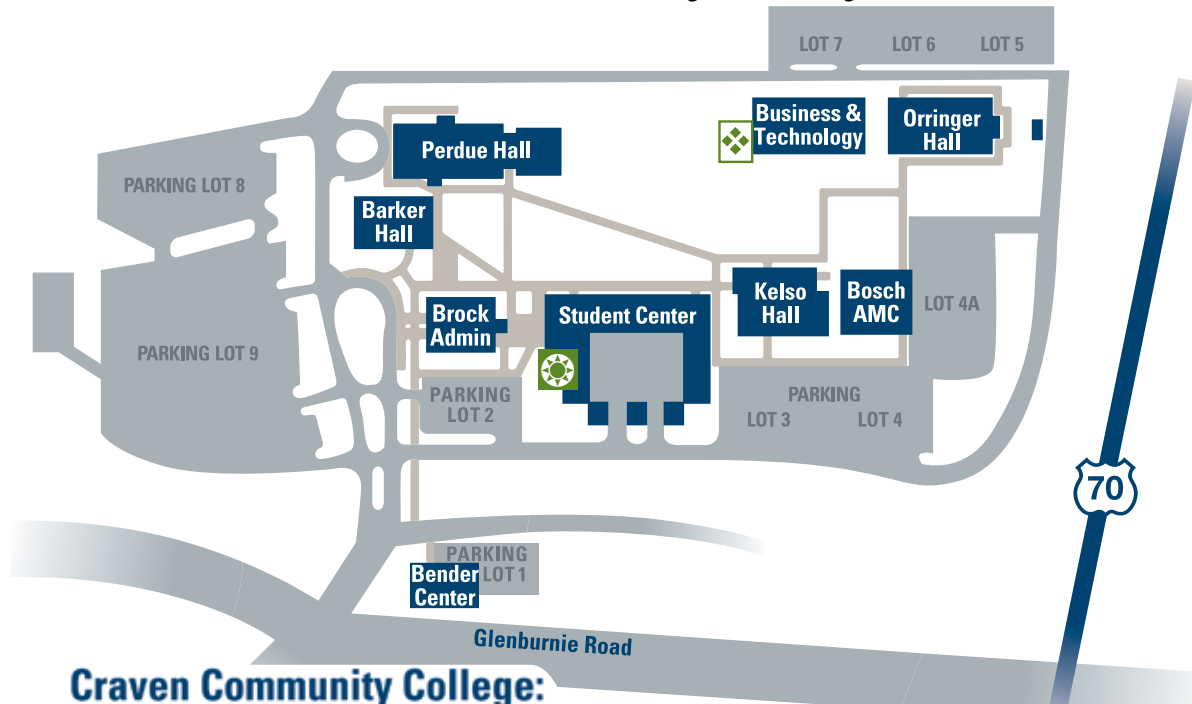 LOT 7
LOT 6
LOT 5
Business &
Technology
Orringer
Hall
Perdue Hall
PARKING LOT 8
Barker
Hall
Kelso
Hall
Bosch
AMC
LOT 4A
Brock
Admin
Student Center
PARKING LOT 9
PARKING
LOT 2
PARKING
LOT 3
LOT 4
70
PARKING
LOT 1
Bender
Center
Glenburnie Road
Craven Community College: